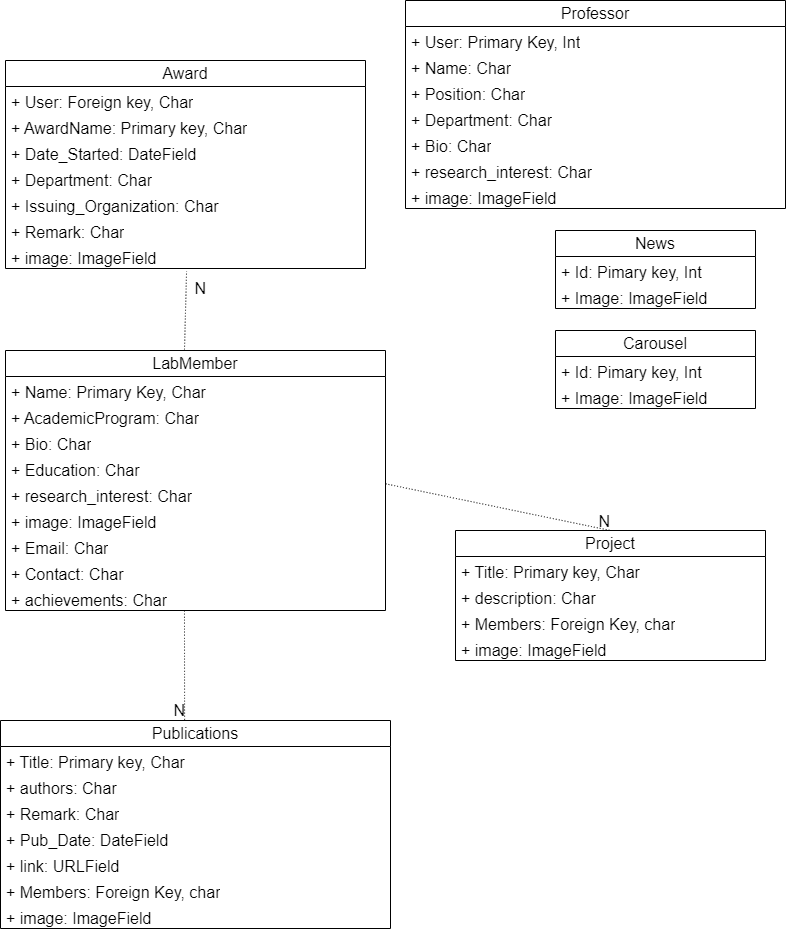 Professor
+ User: Primary Key, Int
+ Name: Char
+ Position: Char
+ Department: Char
+ Bio: Char
+ research_interest: Char
+ image: ImageField
Award
+ User: Foreign key, Char
+ AwardName: Primary key, Char
+ Date_Started: DateField
+ Department: Char
+ Issuing_Organization: Char
+ Remark: Char
+ image: ImageField
N
News
+ Id: Pimary key, Int
+ Image: ImageField
Carousel
+ Id: Pimary key, Int
+ Image: ImageField
LabMember
+ Name: Primary Key, Char
+ AcademicProgram: Char
+ Bio: Char
+ Education: Char
+ research_interest: Char
+ image: ImageField
+ Email: Char
+ Contact: Char
+ achievements: Char
N
Project
+ Title: Primary key, Char
+ description: Char
+ Members: Foreign Key, char
+ image: ImageField
N
Publications
+ Title: Primary key, Char
+ authors: Char
+ Remark: Char
+ Pub_Date: DateField
+ link: URLField
+ Members: Foreign Key, char
+ image: ImageField